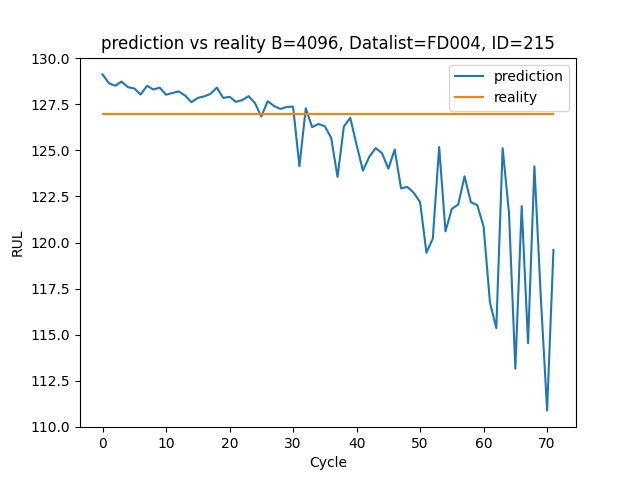 prediction vs reality B=4096, Datalist=FD004, ID=215
130.0
127.5
125.0
122.5
120.0
117.5
115.0
112.5
110.0
RUL
prediction
reality
0 10 20 30 40 50 60 70
Cycle